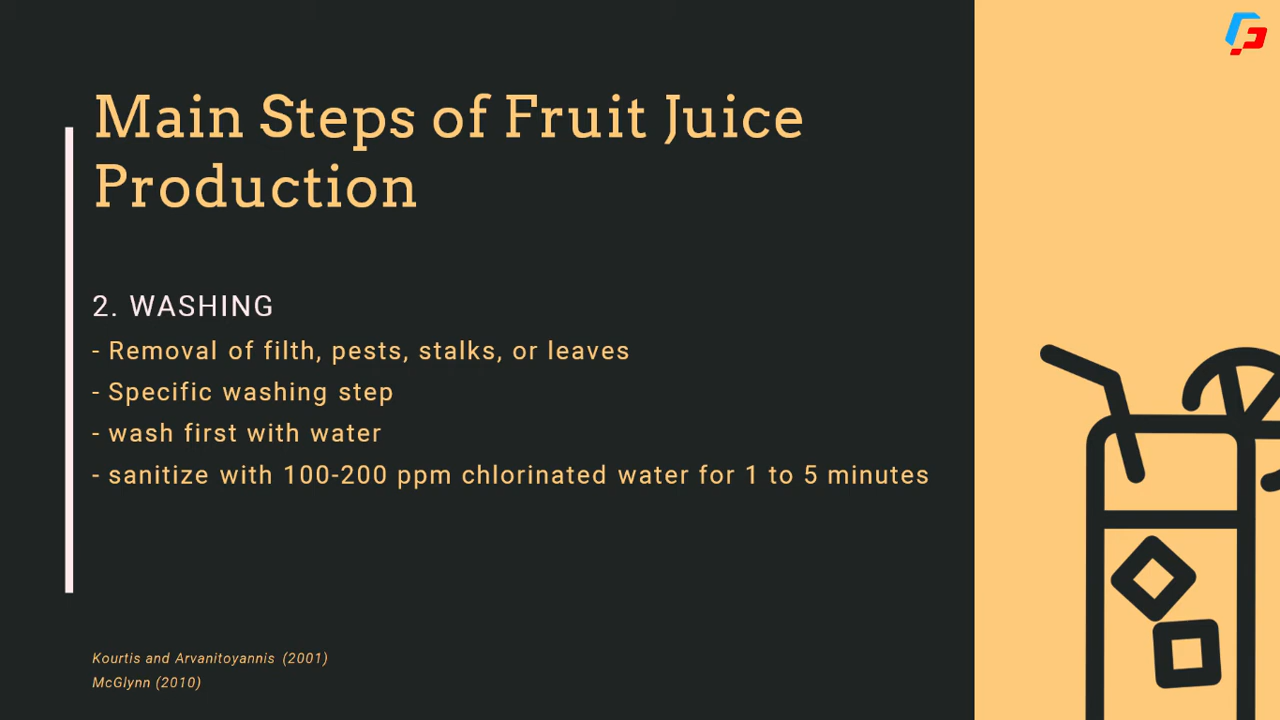 Main Steps of Fruit Juice
Production
2. WASHING
- Removal of filth, pests, stalks, or leaves
- Specific washing step
- wash first with water
- sanitize with 100-200 ppm chlorinated water for 1 to 5 minutes
Kourtis and Arvanitoyannis (2001)
McGlynn (2010)